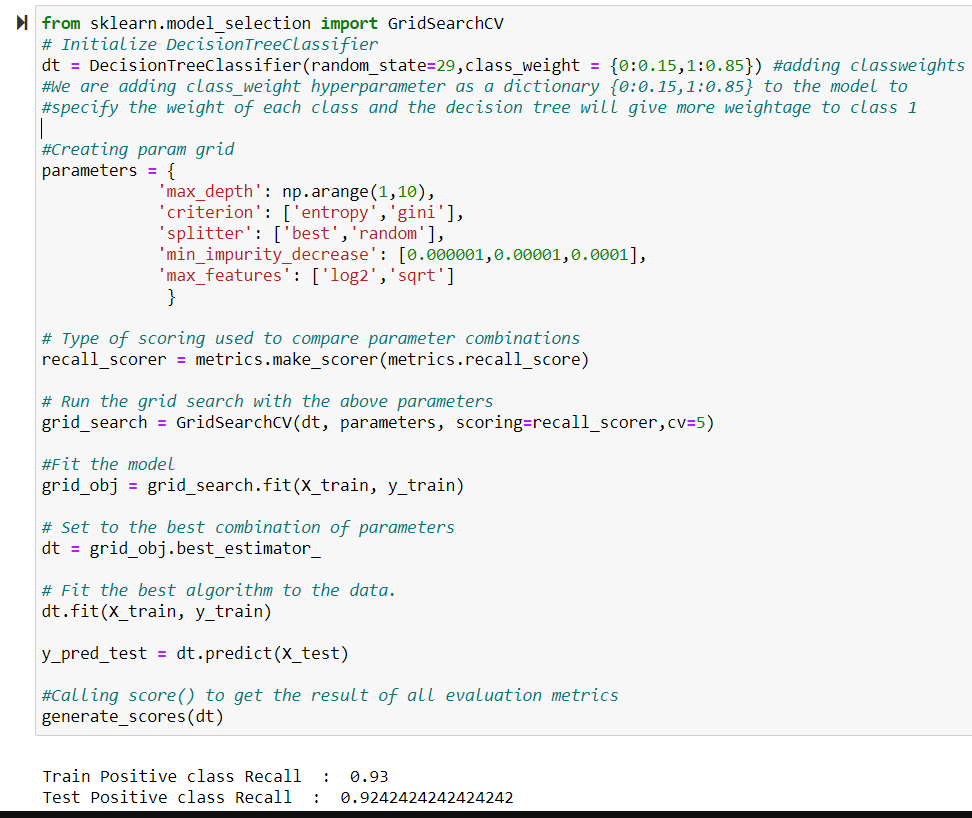 from sklearn.model_selection import GridSearchCV
# Initialize DecisionTreeClassifier
dt = DecisionTreeClassifier(random_state=29,class_weight = {0:0.15,1:0.85}) #adding classweights
#We are adding class_weight hyperparameter as a dictionary {0:0.15,1:0.85} to the model to
#specify the weight of each class and the decision tree will give more weightage to class 1
#Creating param grid
parameters = {
'max_depth': np.arange(1,10),
'criterion': ['entropy','gini'],
'splitter': ['best','random'],
'min_impurity_decrease': [0.000001,0.00001,0.0001],
'max_features': ['log2','sqrt']
}
# Type of scoring used to compare parameter combinations
recall_scorer = metrics.make_scorer(metrics.recall_score)
# Run the grid search with the above parameters
grid_search = GridSearchCV(dt, parameters, scoring=recall_scorer,cv=5)
#Fit the model
grid_obj = grid_search.fit(X_train, y_train)
# Set to the best combination of parameters
dt = grid_obj.best_estimator_
# Fit the best algorithm to the data.
dt.fit(X_train, y_train)
y_pred_test = dt.predict(X_test)
#Calling score() to get the result of all evaluation metrics
generate_scores(dt)
Train Positive class Recall  :  0.93
Test Positive class Recall  :  0.9242424242424242